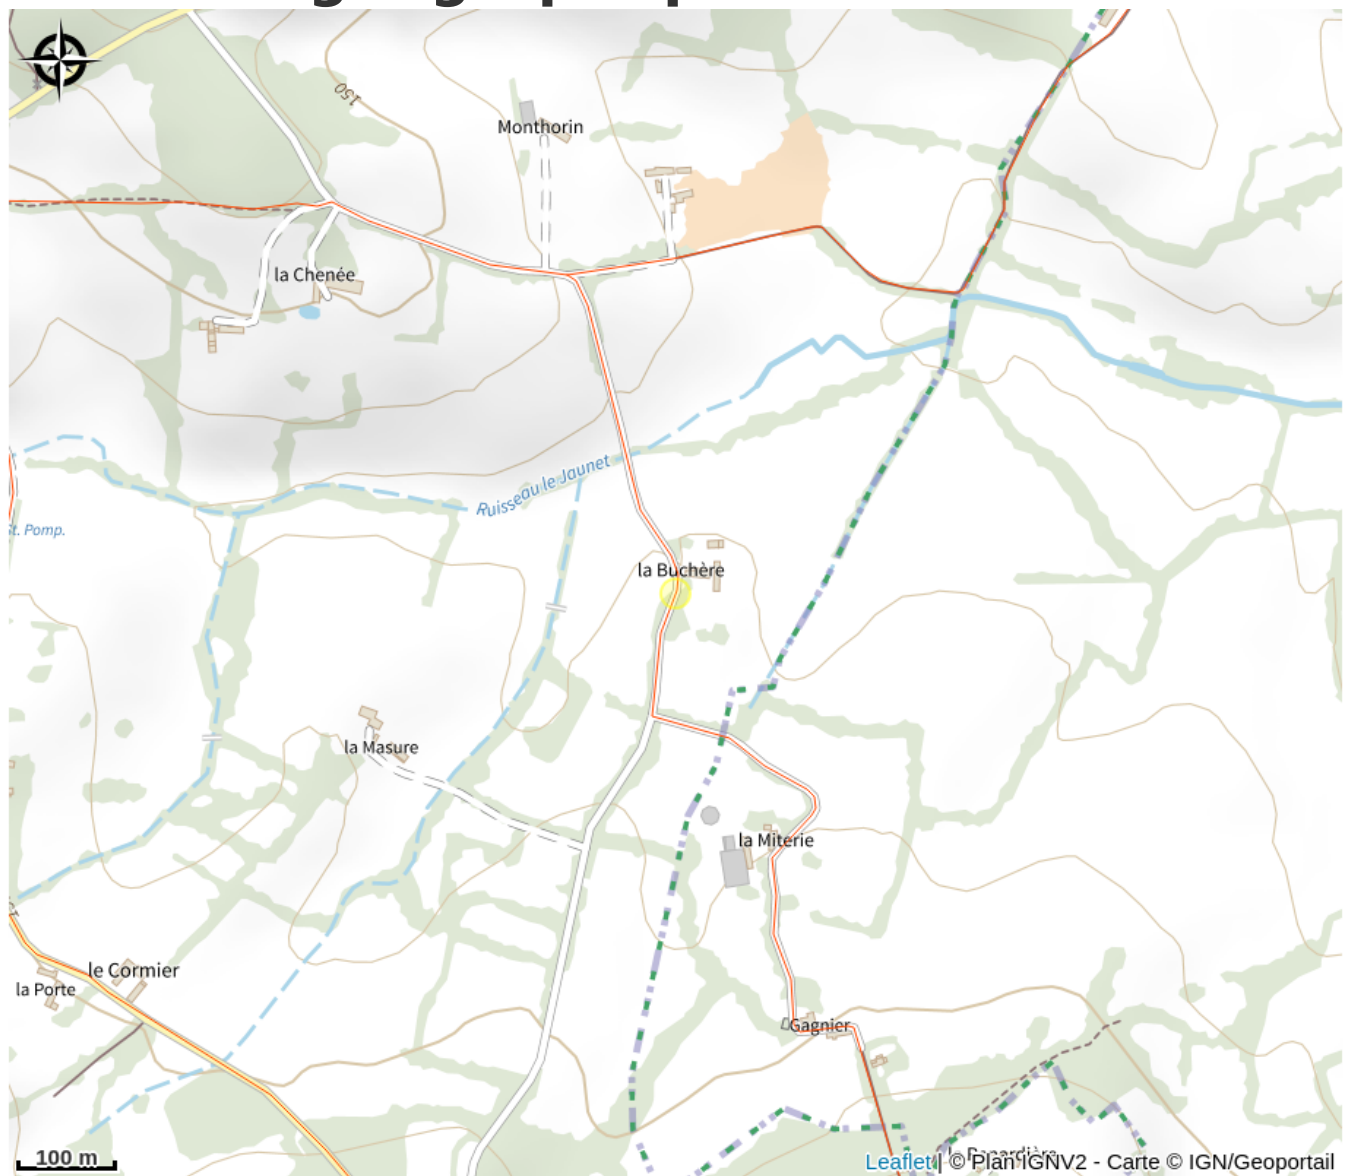 150
Monthorin
la Chenée
Ruisseau le Jaunet
t. Pomp.
la Buchère
la Masure
la Miterie
le Cormier
la Porte
Gagnier
100 m
Leaflet | © Plan IGNV2 - Carte © IGN/Geoportail